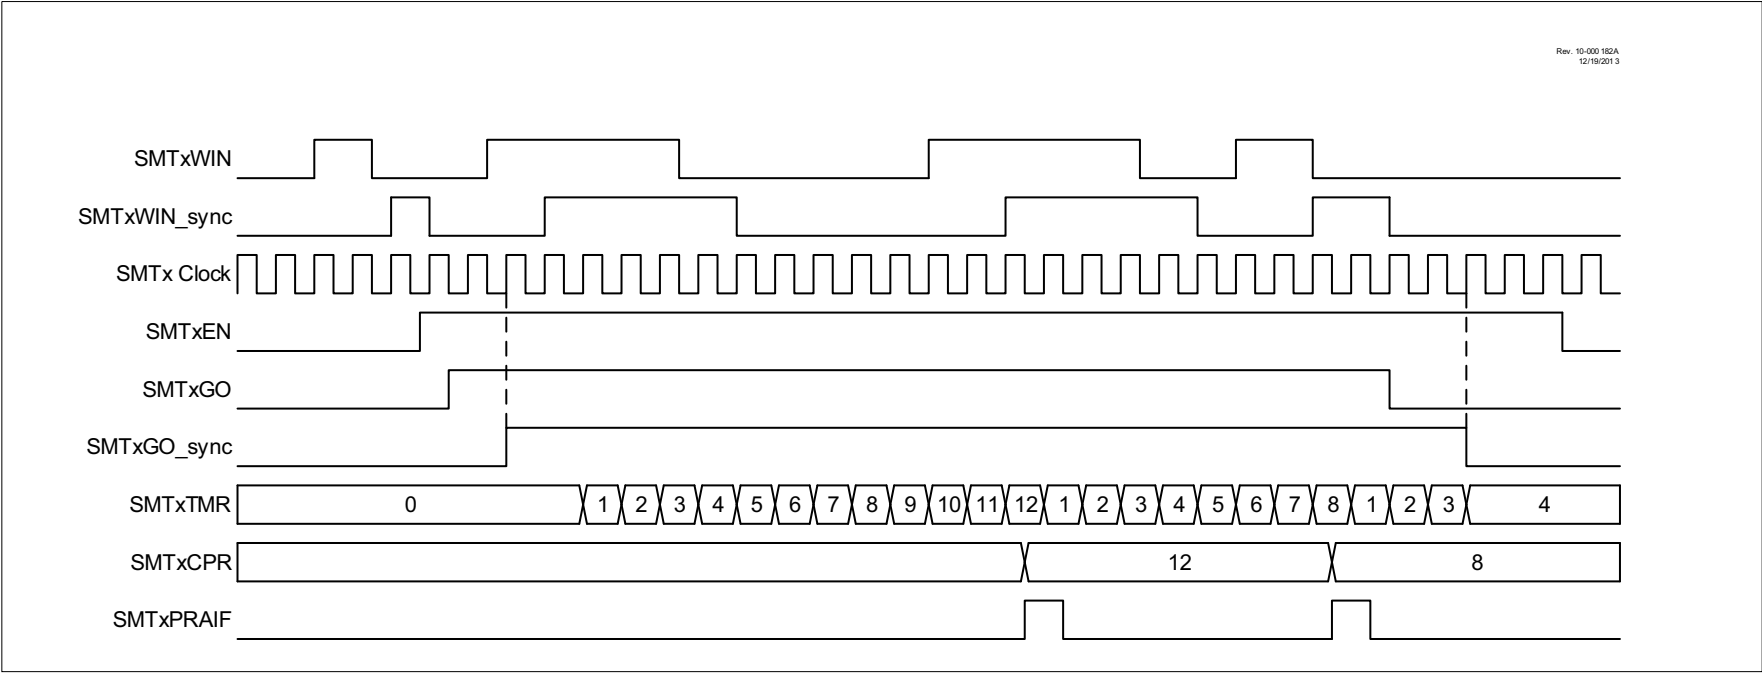 Rev. 10-000 182A
12/19/201 3
SMTxWIN
SMTxWIN_sync
SMTx Clock
SMTxEN
SMTxGO
SMTxGO_sync
SMTxTMR 0 1 2 3 4 5 6 7 8 9 10 11 12 1 2 3 4 5 6 7 8 1 2 3 4
SMTxCPR 12 8
SMTxPRAIF